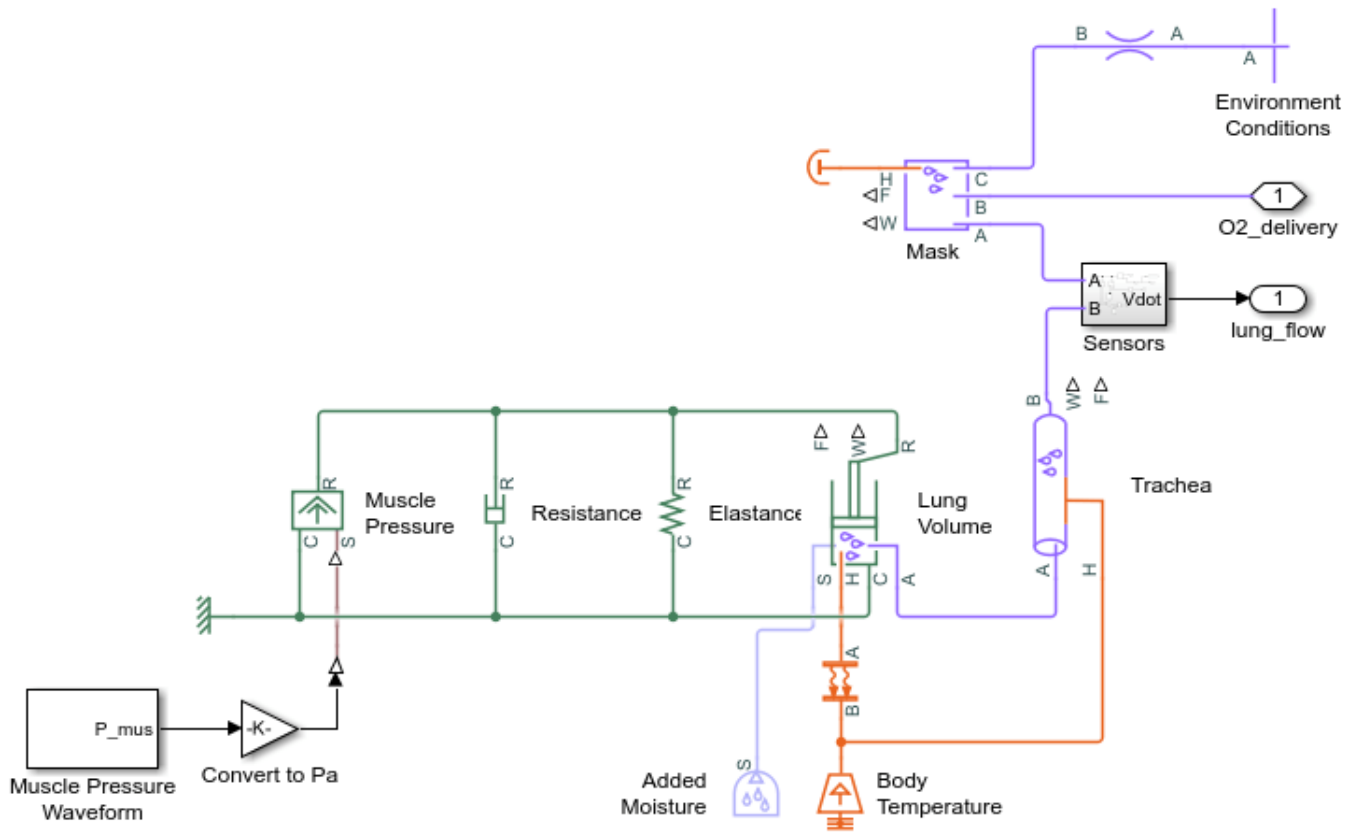 B
A
A
Environment
Conditions
H
F
W
C
B
A
Mask
1
O2_delivery
A
B
Vdot
Sensors
1
lung_flow
B
W
F
F
W
R
R
C
S
Muscle
Pressure
R
C
Resistance
R
C
Elastance
Lung
Volume
S
H
C
A
Trachea
A
H
A
B
P_mus
Muscle Pressure
Waveform
-K-
Convert to Pa
S
Added
Moisture
Body
Temperature